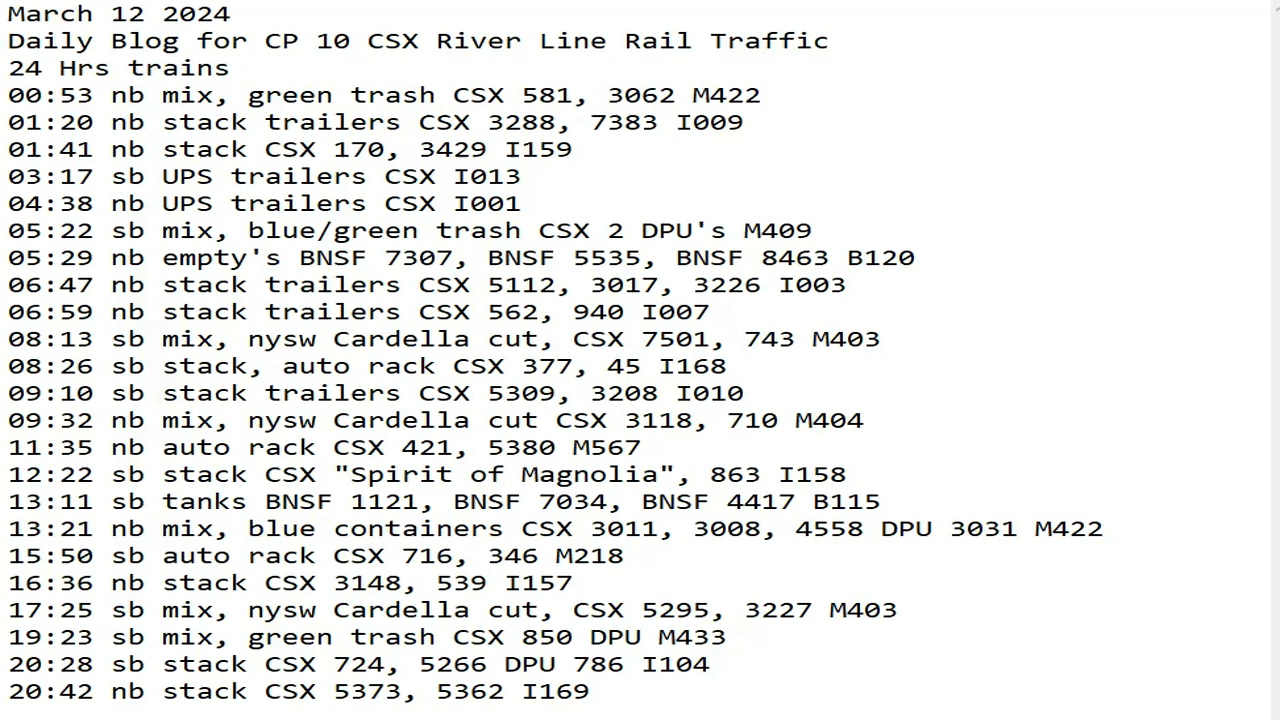 March 12 2024
Daily Blog for CP 10 CSX River Line Rail Traffic
24 Hrs trains
00:53 nb mix, green trash CSX 581, 3062 M422
01:20 nb stack trailers CSX 3288, 7383 I009
01:41 nb stack CSX 170, 3429 I159
03:17 sb UPS trailers CSX I013
04:38 nb UPS trailers CSX I001
05:22 sb mix, blue/green trash CSX 2 DPU's M409
05:29 nb empty's BNSF 7307, BNSF 5535, BNSF 8463 B120
06:47 nb stack trailers CSX 5112, 3017, 3226 I003
06:59 nb stack trailers CSX 562, 940 I007
08:13 sb mix, nysw Cardella cut, CSX 7501, 743 M403
08:26 sb stack, auto rack CSX 377, 45 I168
09:10 sb stack trailers CSX 5309, 3208 I010
09:32 nb mix, nysw Cardella cut CSX 3118, 710 M404
11:35 nb auto rack CSX 421, 5380 M567
12:22 sb stack CSX "Spirit of Magnolia", 863 I158
13:11 sb tanks BNSF 1121, BNSF 7034, BNSF 4417 B115
13:21 nb mix, blue containers CSX 3011, 3008, 4558 DPU 3031 M422
15:50 sb auto rack CSX 716, 346 M218
16:36 nb stack CSX 3148, 539 I157
17:25 sb mix, nysw Cardella cut, CSX 5295, 3227 M403
19:23 sb mix, green trash CSX 850 DPU M433
20:28 sb stack CSX 724, 5266 DPU 786 I104
20:42 nb stack CSX 5373, 5362 I169